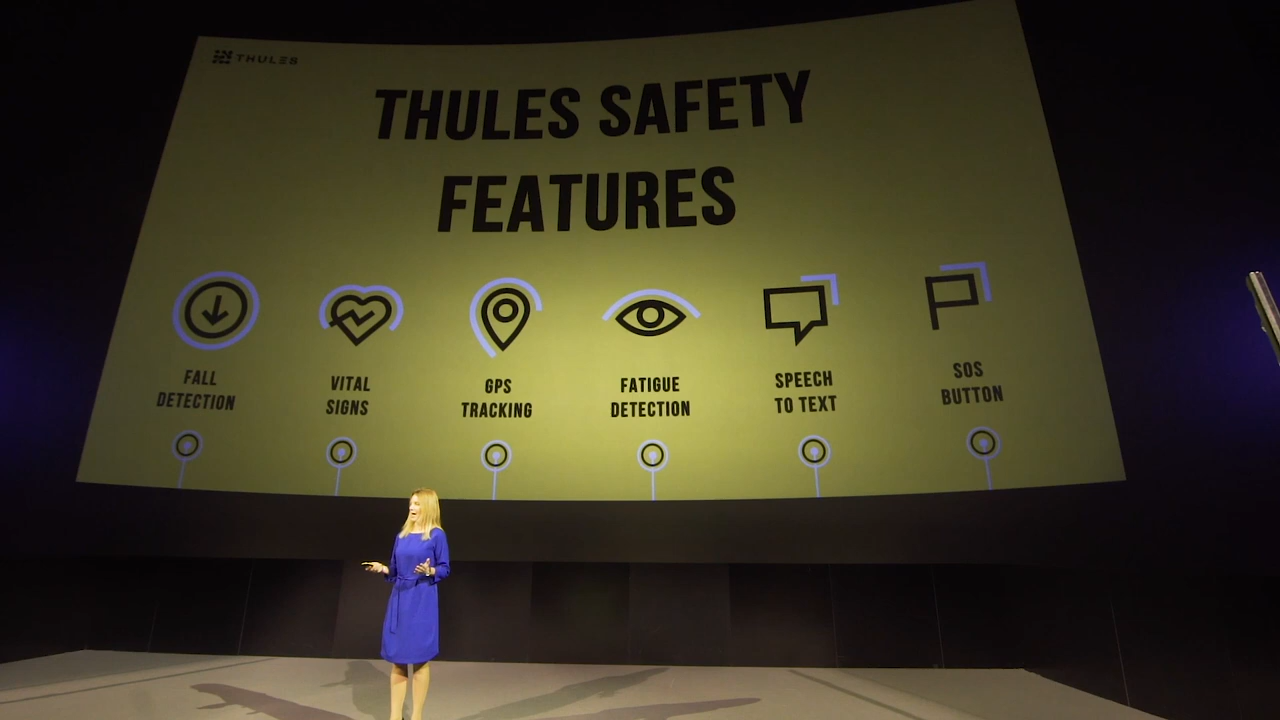 THULES
THULES SAFETY
FEATURES
FALL
DETECTION
VITAL
SIGNS
GPS
TRACKING
FATIGUE
DETECTION
SPEECH
TO TEXT
SOS
BUTTON